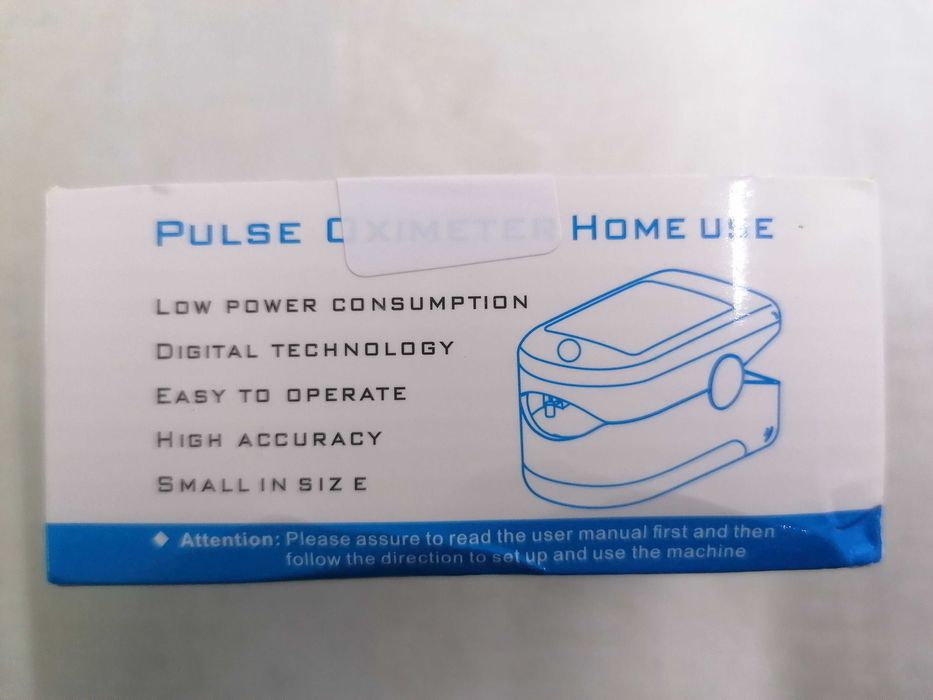 PULSE OXIMETER HOME USE
LOW POWER CONSUMPTION
DIGITAL TECHNOLOGY
EASY TO OPERATE
HIGH ACCURACY
SMALL IN SIZ E
◆ Attention: Please assure to read the user manual first and then
follow the direction to set up and use the machine